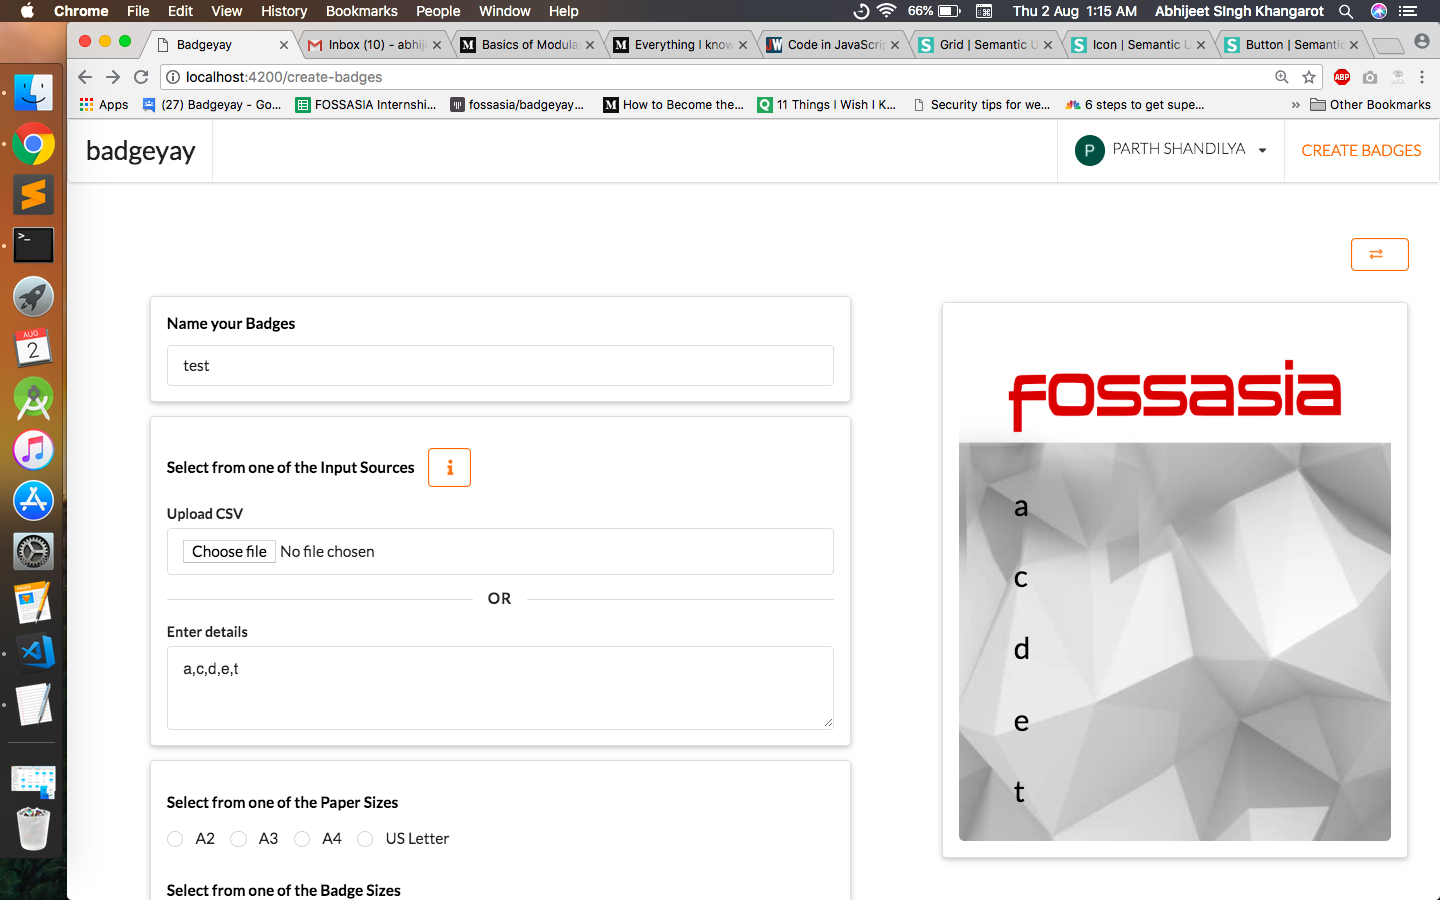 Chrome File Edit View History Bookmarks People Window Help 66% Thu 2 Aug 1:15 AM Abhijeet SIngh Khangarot
Badgeyay Inbox (10) - abhij Basics of Modula Everything I know Code in JavaScrip Grid | Semantic U Icon | Semantic U Button | Semantic
localhost:4200/create-badges ABP
Apps (27) Badgeyay - Go... FOSSASIA Internshi... fossasia/badgeyay... How to Become the... 11 Things I Wish I K... Security tips for we... 6 steps to get supe... » Other Bookmarks
badgeyay P PARTH SHANDILYA CREATE BADGES
Name your Badges
test
Select from one of the Input Sources i
Upload CSV
Choose file No file chosen
OR
Enter details
a,c,d,e,t
Select from one of the Paper Sizes
A2 A3 A4 US Letter
Select from one of the Badge Sizes
fossasia
a
c
d
e
t
AUG
2
>_